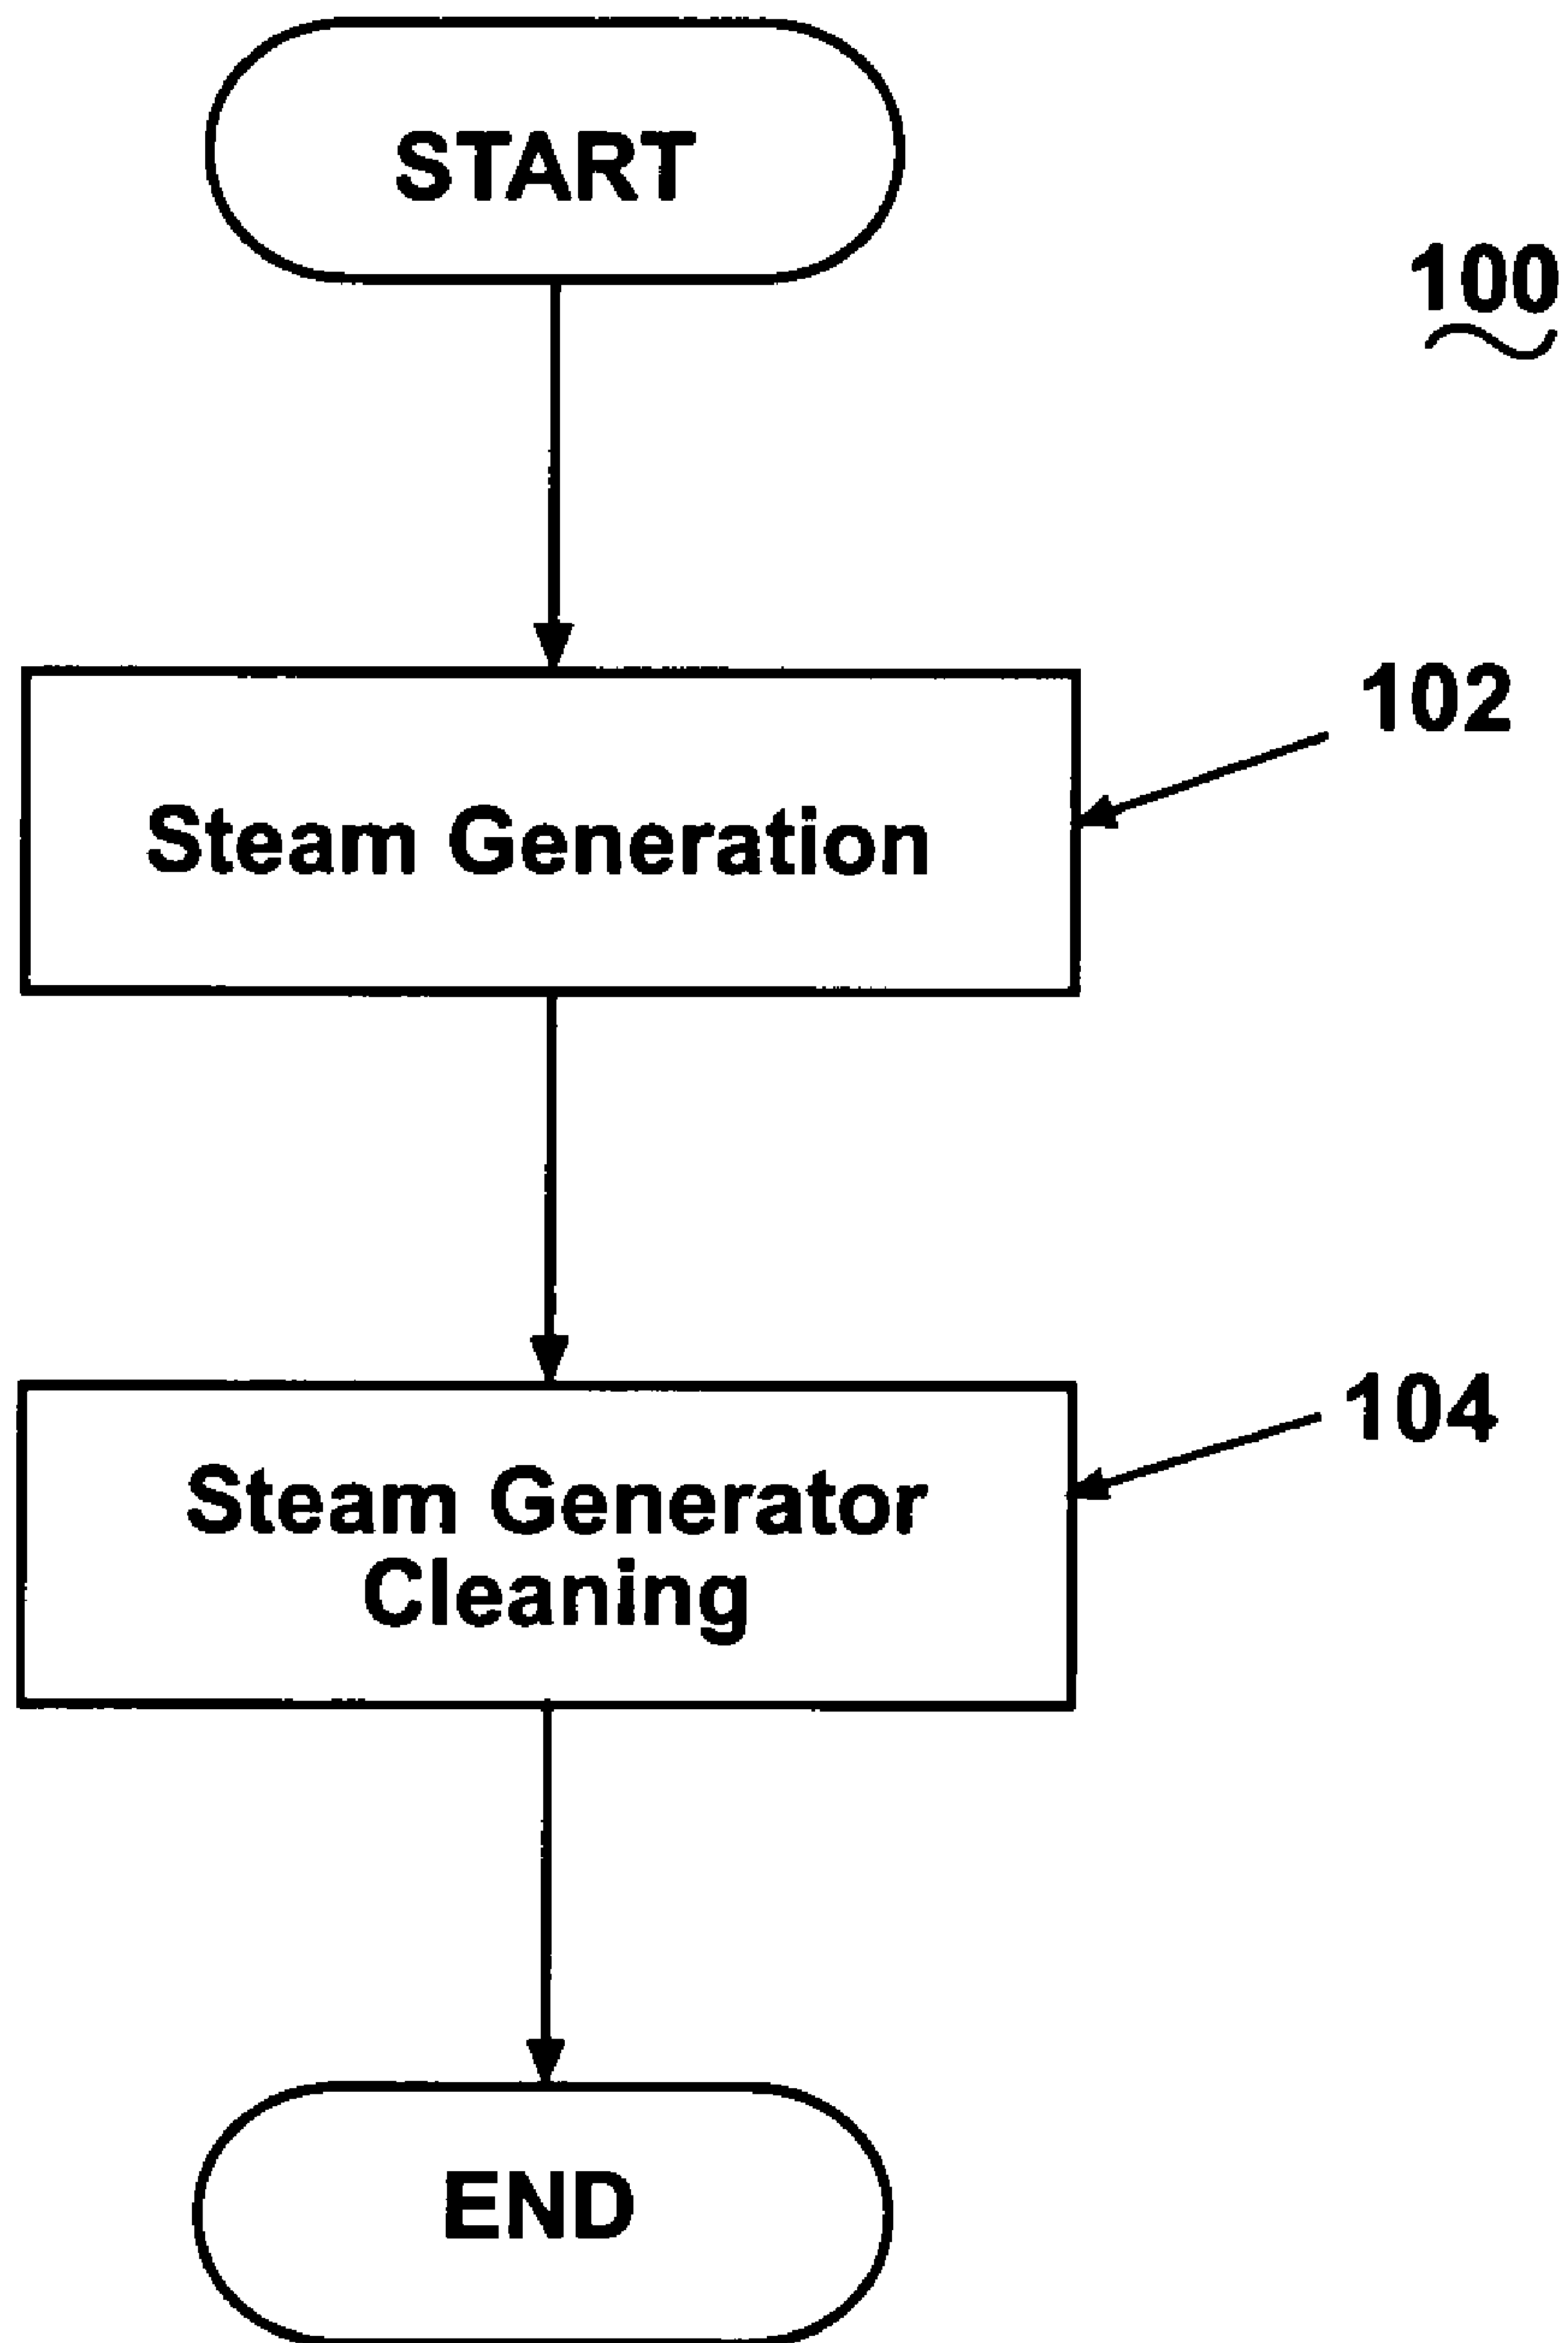 START
100
102
Steam Generation
104
Steam Generator
Cleaning
END